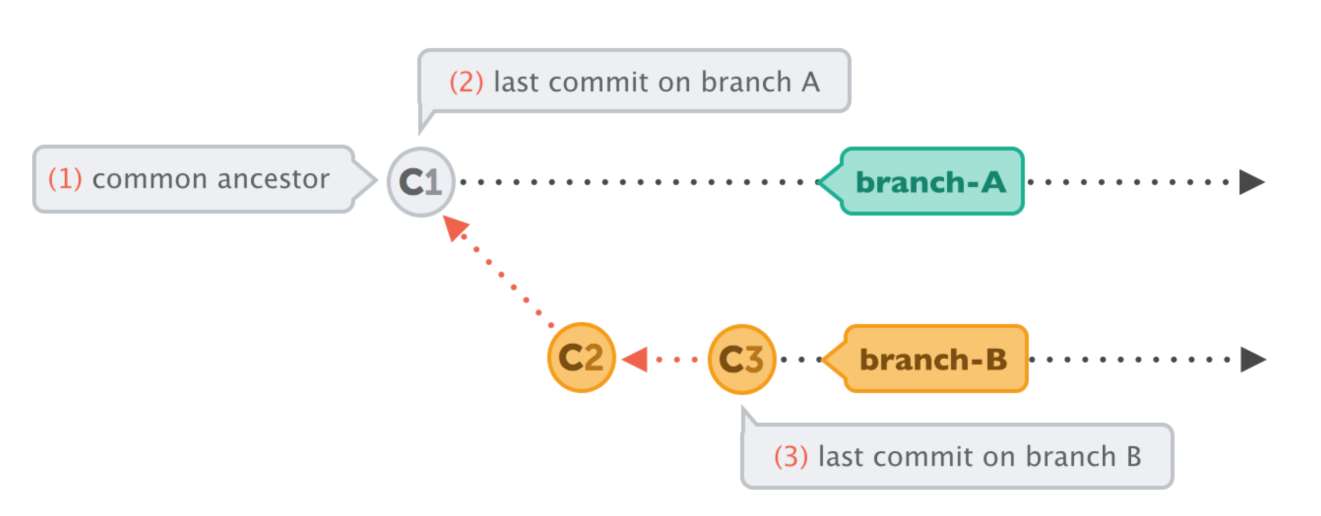 (2) last commit on branch A
(1) common ancestor
C1
branch-A
C2
C3
branch-B
(3) last commit on branch B